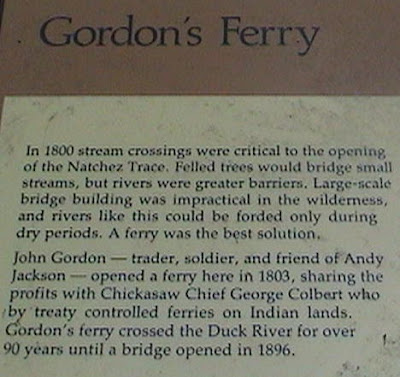 Gordon's Ferry
In 1800 stream crossings were critical to the opening
of the Natchez Trace. Felled trees would bridge small
streams, but rivers were greater barriers. Large-scale
bridge building was impractical in the wilderness,
and rivers like this could be forded only during
dry periods. A ferry was the best solution.
John Gordon — trader, soldier, and friend of Andy
Jackson — opened a ferry here in 1803, sharing the
profits with Chickasaw Chief George Colbert who
by treaty controlled ferries on Indian lands.
Gordon's ferry crossed the Duck River for over
90 years until a bridge opened in 1896.